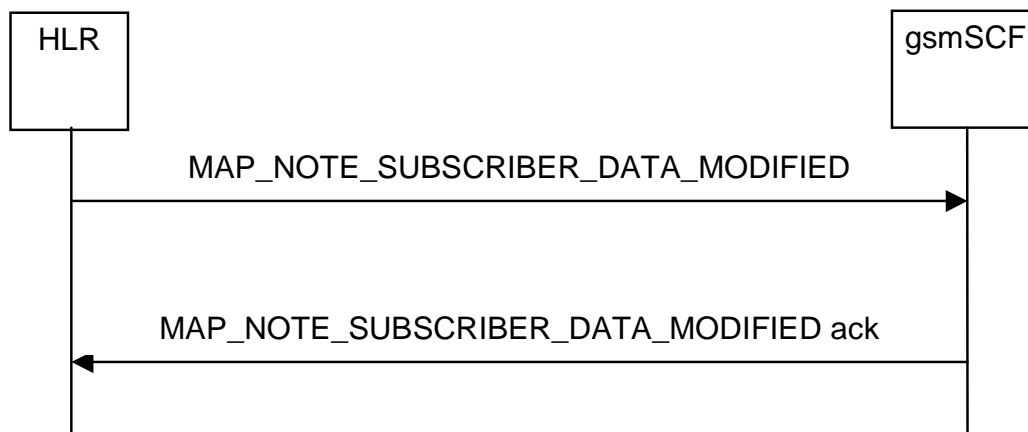 HLR
gsmSCF
MAP_NOTE_SUBSCRIBER_DATA_MODIFIED
MAP_NOTE_SUBSCRIBER_DATA_MODIFIED ack